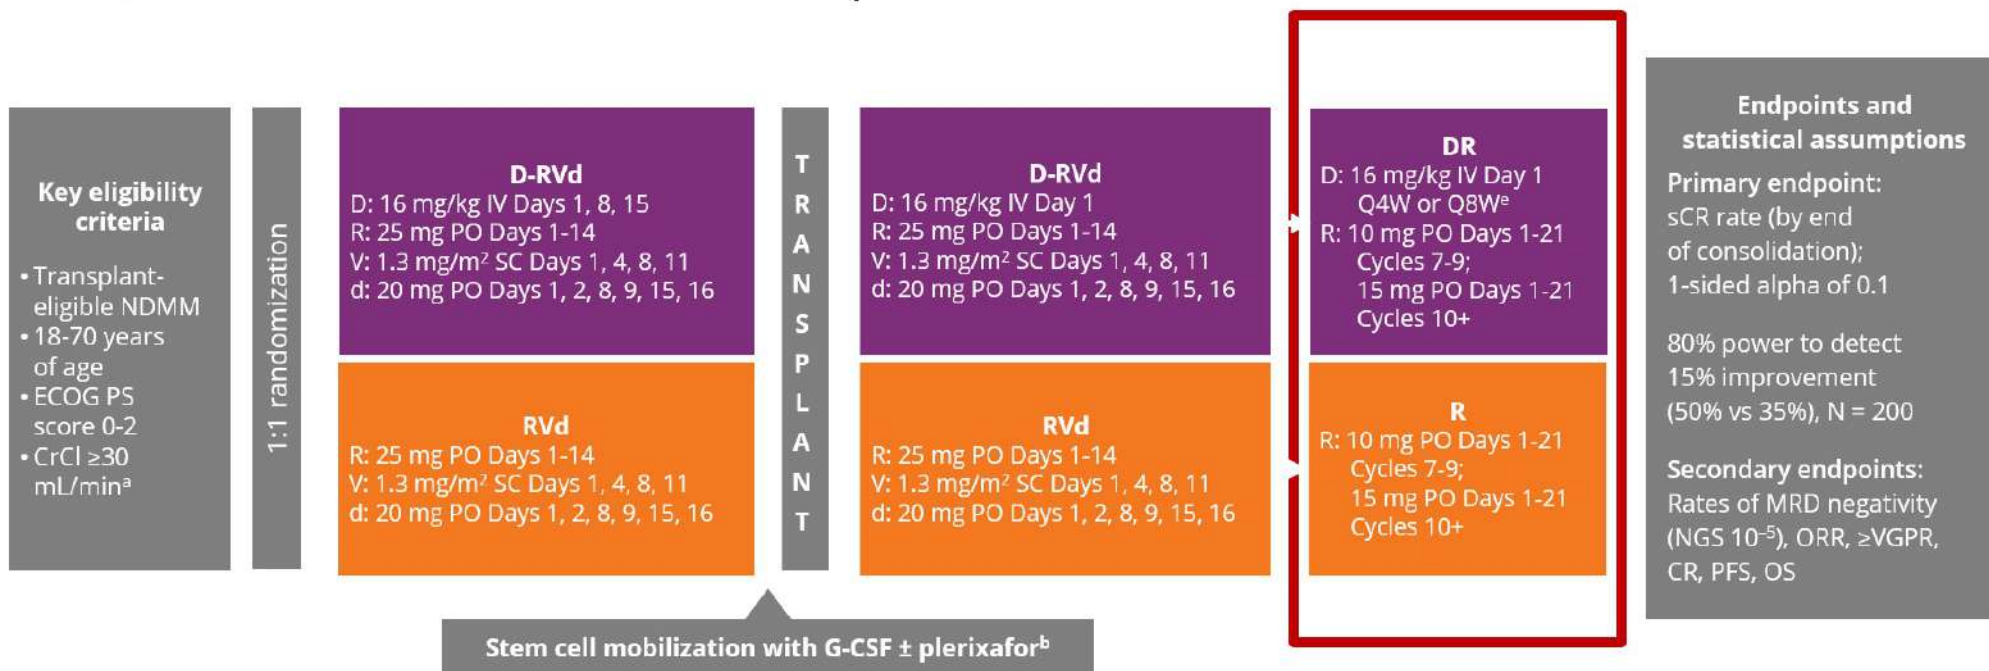 Key eligibility
criteria
• Transplant-
eligible NDMM
• 18-70 years
of age
• ECOG PS
score 0-2
• CrCl ≥30
mL/minᵃ
1:1 randomization
D-RVd
D: 16 mg/kg IV Days 1, 8, 15
R: 25 mg PO Days 1-14
V: 1.3 mg/m² SC Days 1, 4, 8, 11
d: 20 mg PO Days 1, 2, 8, 9, 15, 16
RVd
R: 25 mg PO Days 1-14
V: 1.3 mg/m² SC Days 1, 4, 8, 11
d: 20 mg PO Days 1, 2, 8, 9, 15, 16
TRANSPLANT
D-RVd
D: 16 mg/kg IV Day 1
R: 25 mg PO Days 1-14
V: 1.3 mg/m² SC Days 1, 4, 8, 11
d: 20 mg PO Days 1, 2, 8, 9, 15, 16
RVd
R: 25 mg PO Days 1-14
V: 1.3 mg/m² SC Days 1, 4, 8, 11
d: 20 mg PO Days 1, 2, 8, 9, 15, 16
DR
D: 16 mg/kg IV Day 1
Q4W or Q8Wᵉ
R: 10 mg PO Days 1-21
Cycles 7-9;
15 mg PO Days 1-21
Cycles 10+
R
R: 10 mg PO Days 1-21
Cycles 7-9;
15 mg PO Days 1-21
Cycles 10+
Endpoints and
statistical assumptions
Primary endpoint:
sCR rate (by end
of consolidation);
1-sided alpha of 0.1
80% power to detect
15% improvement
(50% vs 35%), N = 200
Secondary endpoints:
Rates of MRD negativity
(NGS 10⁻⁵), ORR, ≥VGPR,
CR, PFS, OS
Stem cell mobilization with G-CSF ± plerixaforᵇ